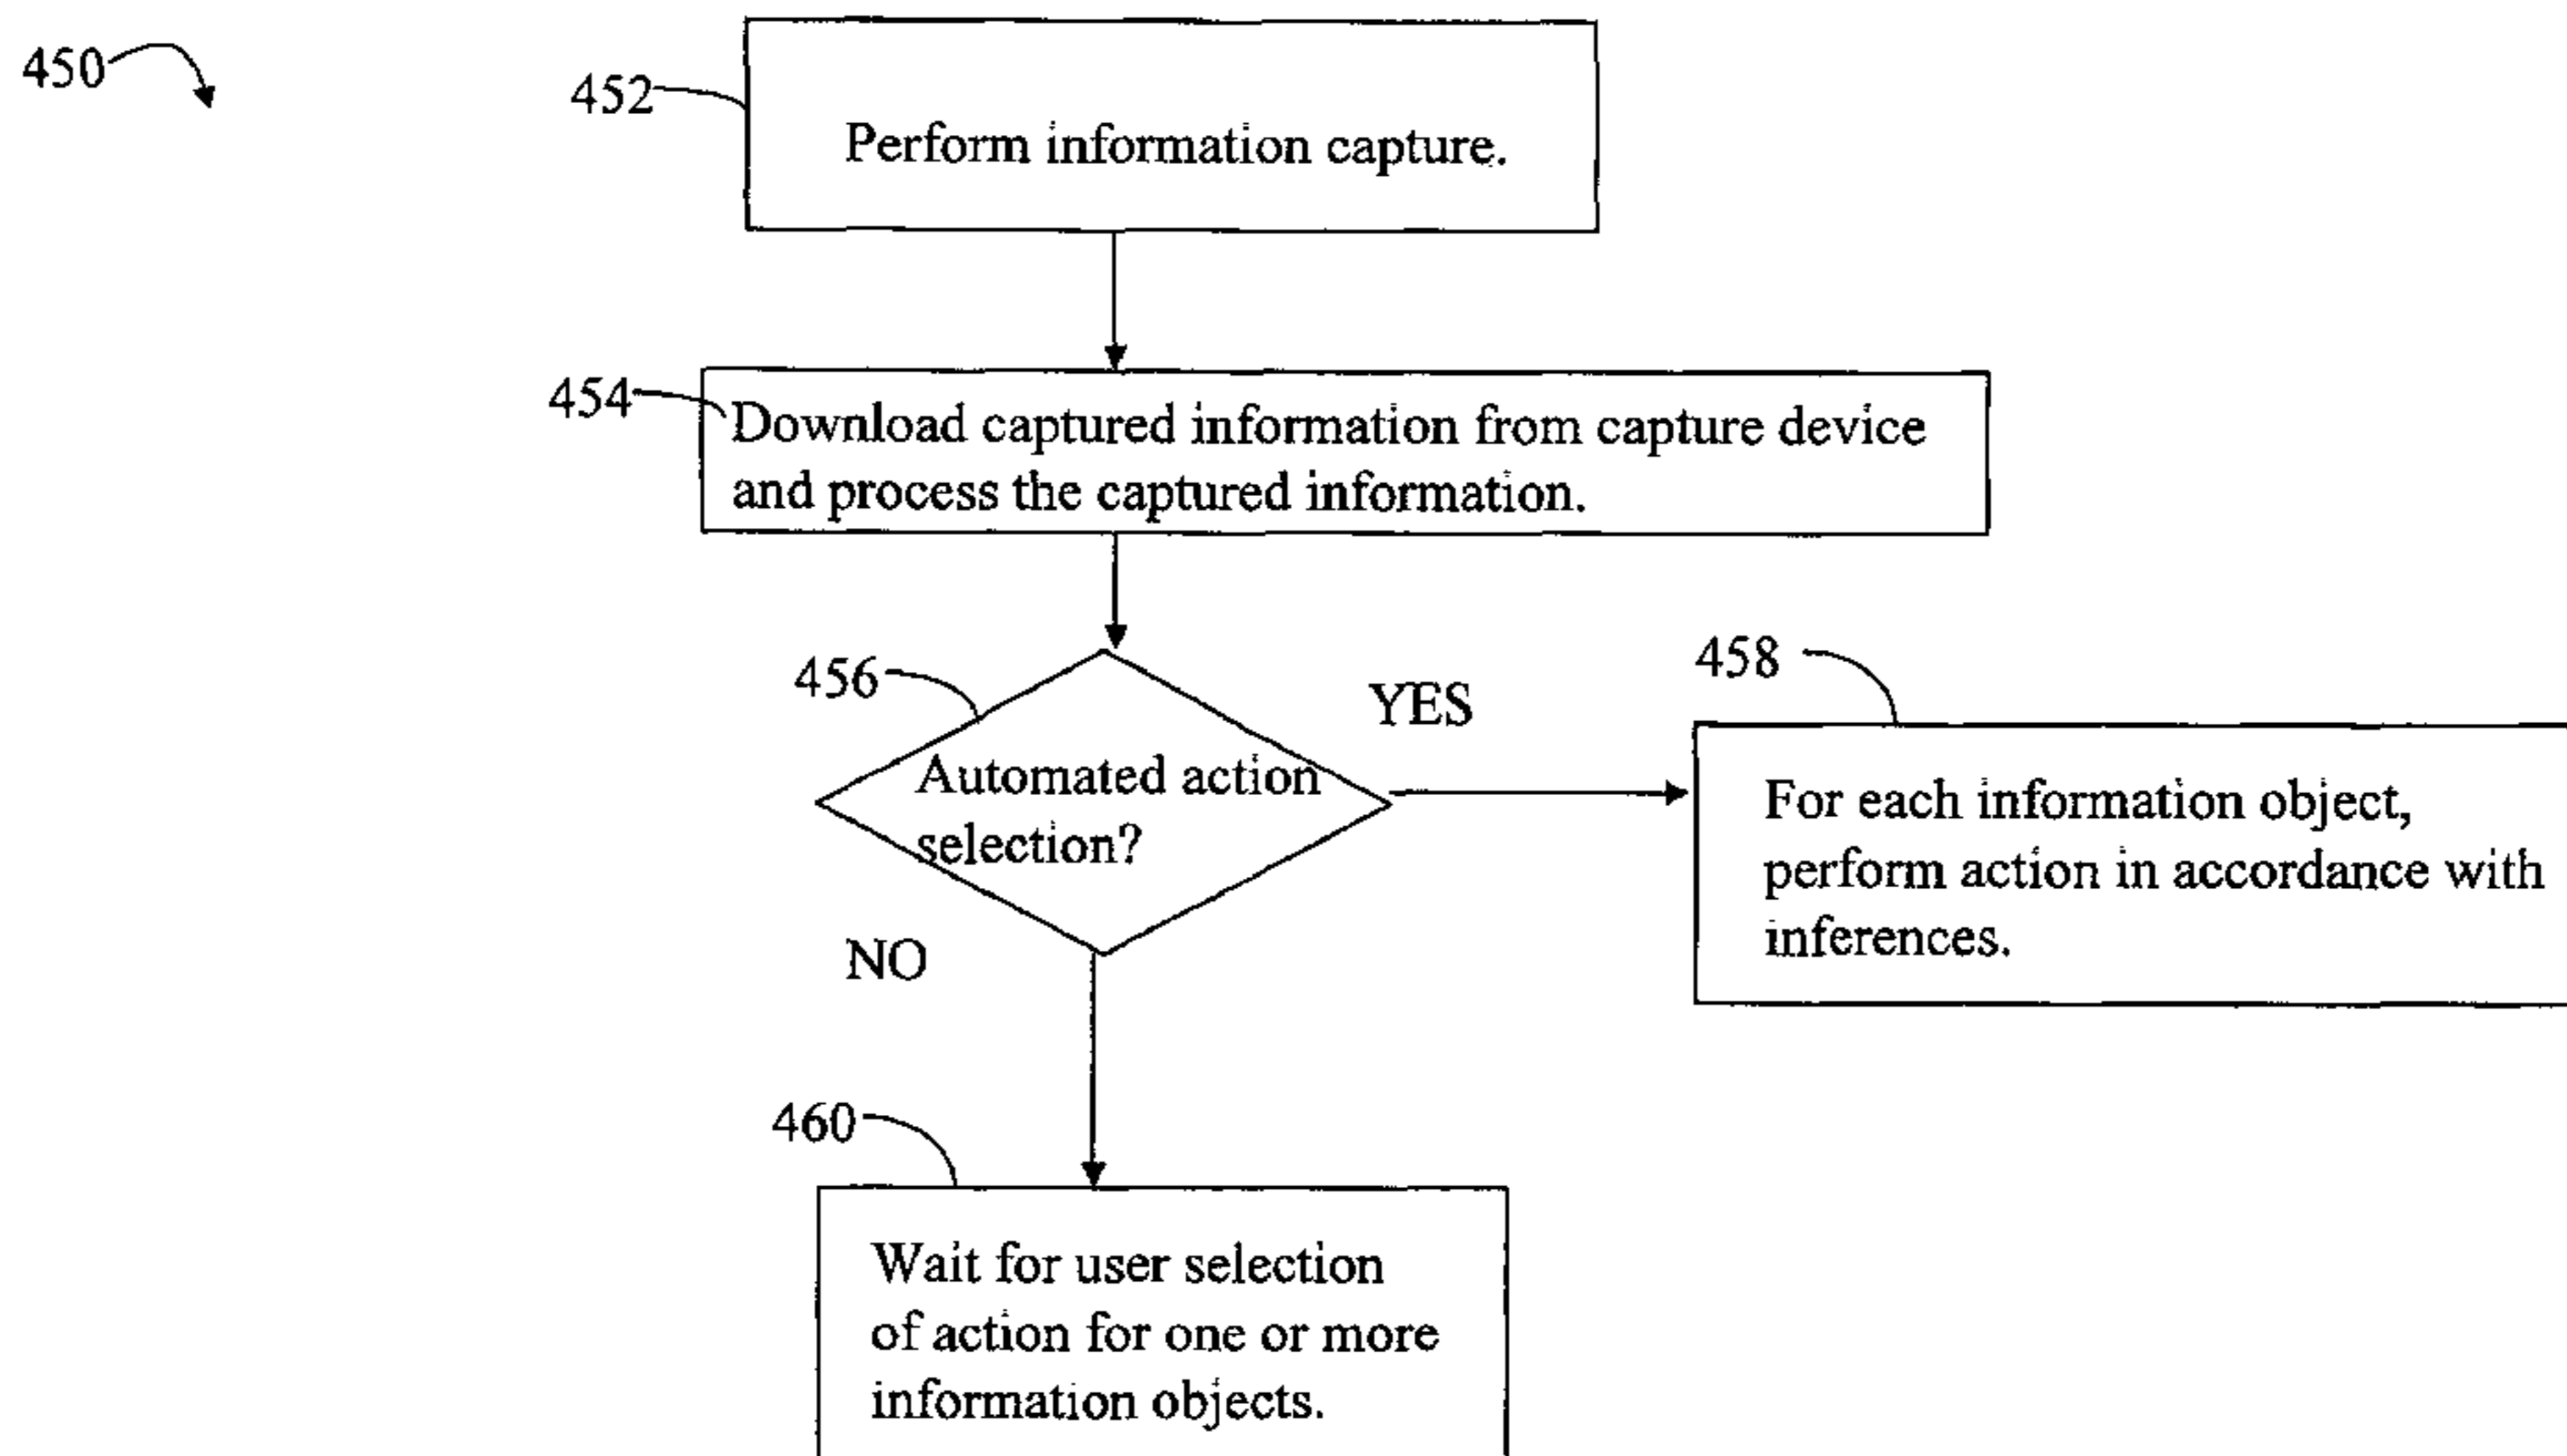 450
452
Perform information capture.
454
Download captured information from capture device
and process the captured information.
456
Automated action
selection?
YES
458
For each information object,
perform action in accordance with
inferences.
NO
460
Wait for user selection
of action for one or more
information objects.